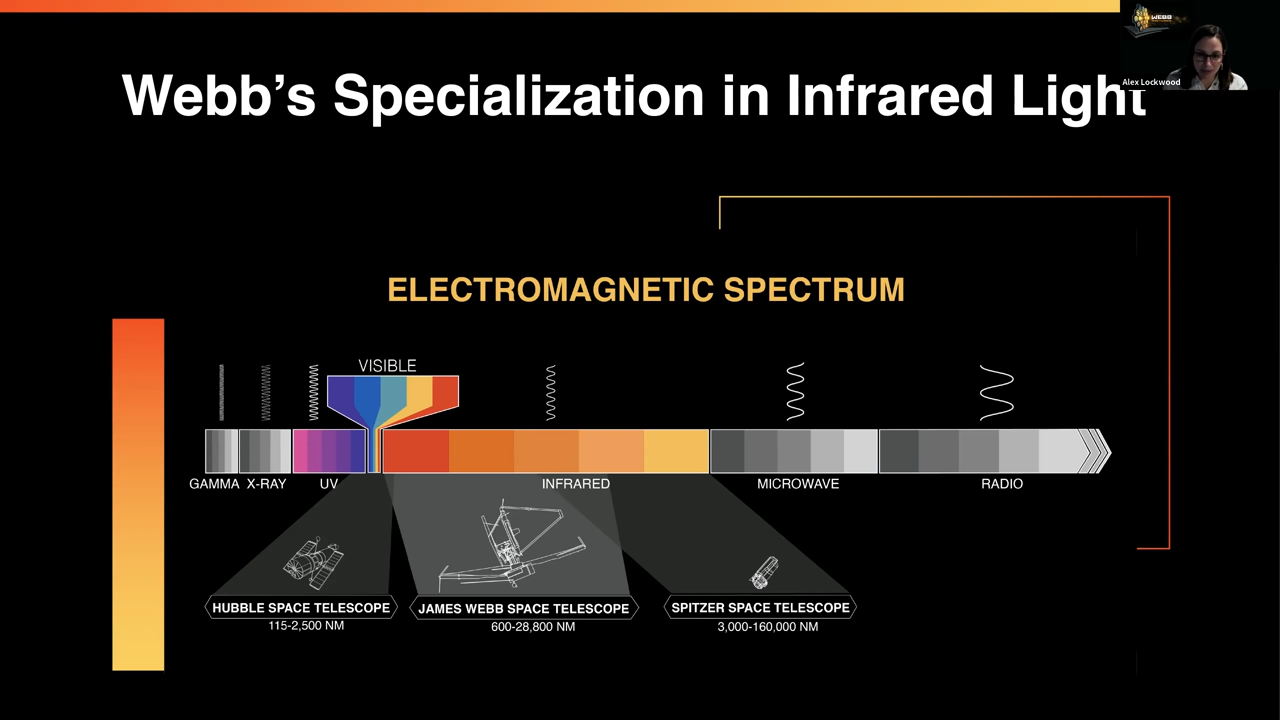 WEBB
Alex Lockwood
Webb's Specialization in Infrared Light
ELECTROMAGNETIC SPECTRUM
VISIBLE
GAMMA X-RAY UV INFRARED MICROWAVE RADIO
HUBBLE SPACE TELESCOPE JAMES WEBB SPACE TELESCOPE SPITZER SPACE TELESCOPE
115-2,500 NM 600-28,800 NM 3,000-160,000 NM